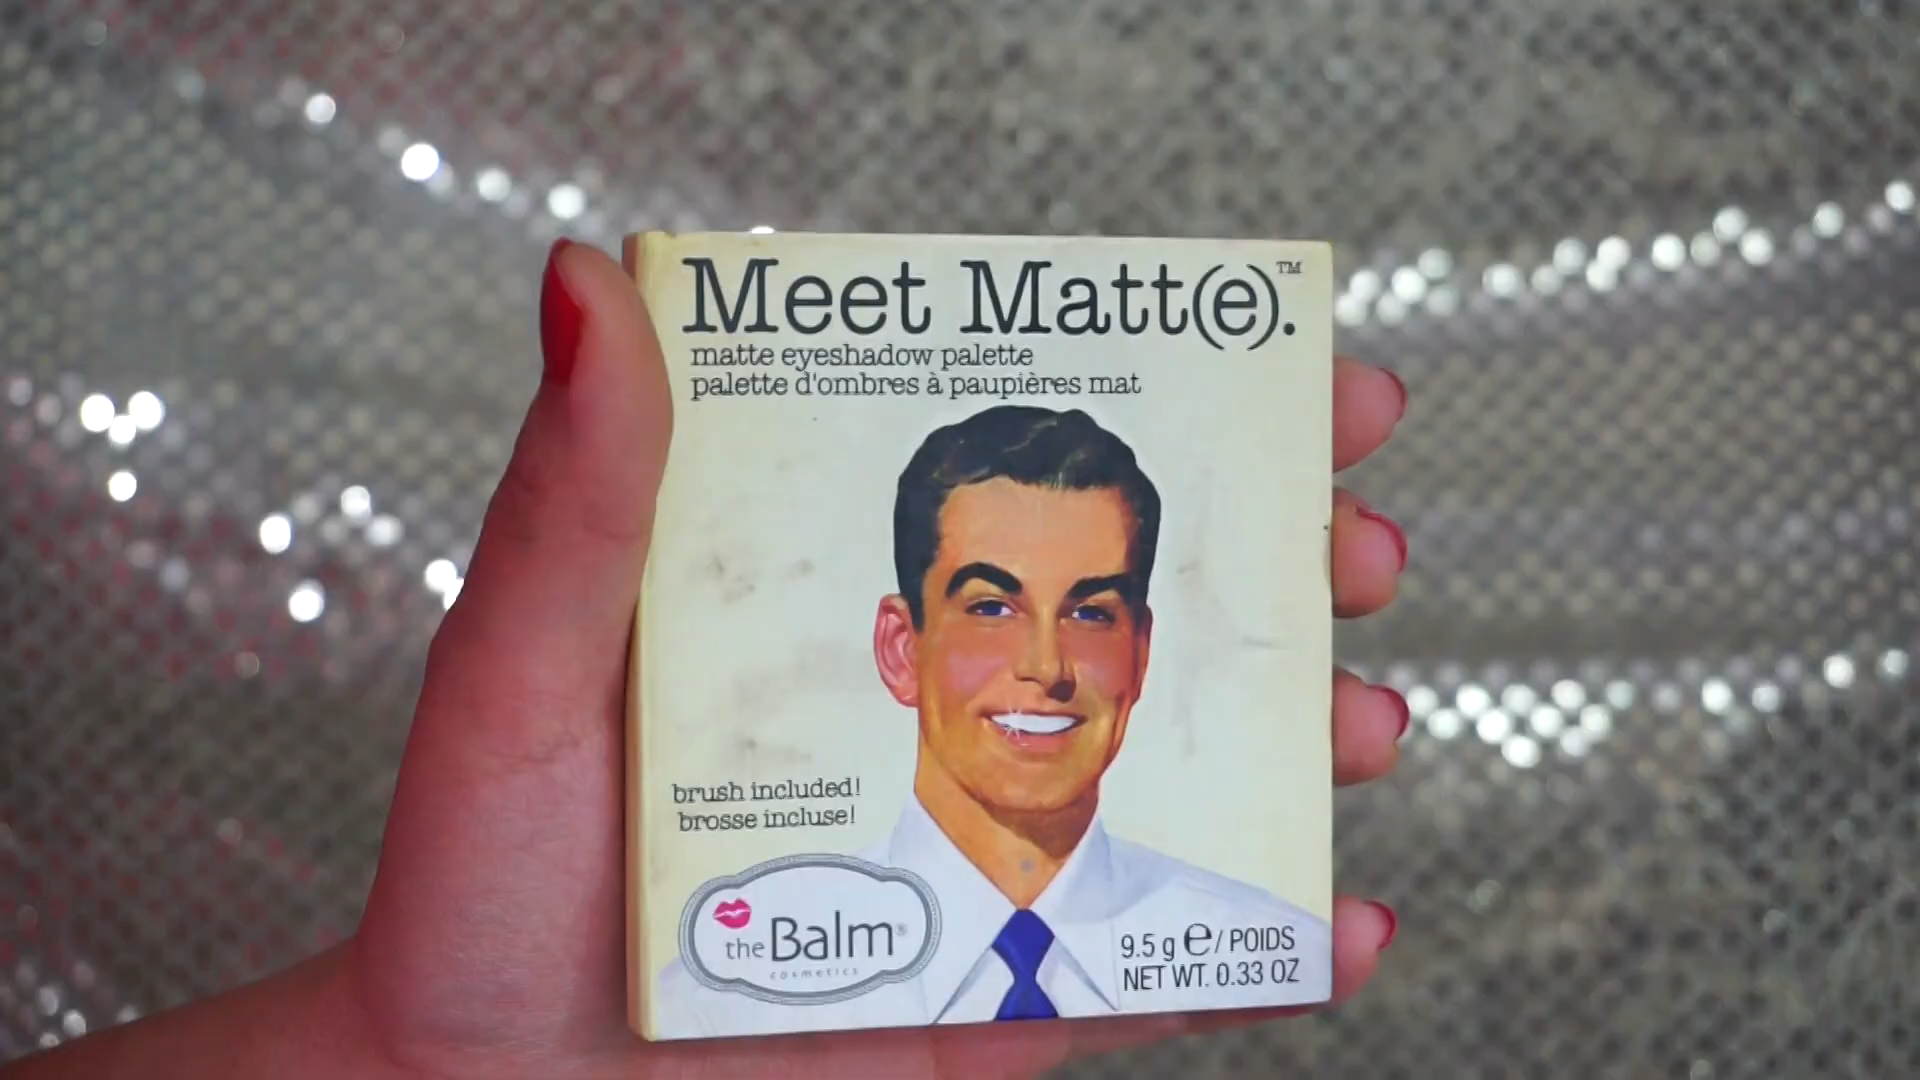 Meet Matt(e).™
matte eyeshadow palette
palette d'ombres à paupières mat
brush included!
brosse incluse!
the Balm®
cosmetics
9.5 g ℮ / POIDS
NET WT. 0.33 OZ